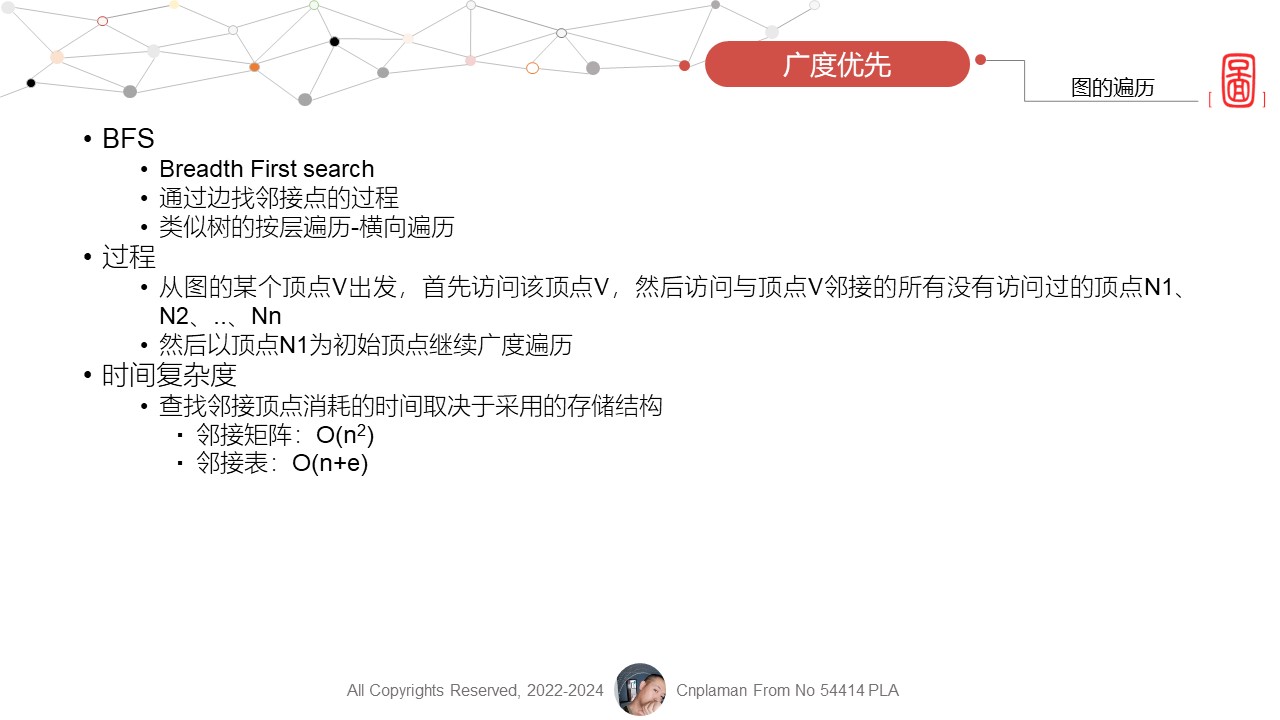 广度优先
图的遍历
[圖]
• BFS
• Breadth First search
• 通过边找邻接点的过程
• 类似树的按层遍历-横向遍历
• 过程
• 从图的某个顶点V出发，首先访问该顶点V，然后访问与顶点V邻接的所有没有访问过的顶点N1、
N2、..、Nn
• 然后以顶点N1为初始顶点继续广度遍历
• 时间复杂度
• 查找邻接顶点消耗的时间取决于采用的存储结构
▪ 邻接矩阵：O(n²)
▪ 邻接表：O(n+e)
All Copyrights Reserved, 2022-2024 Cnplaman From No 54414 PLA